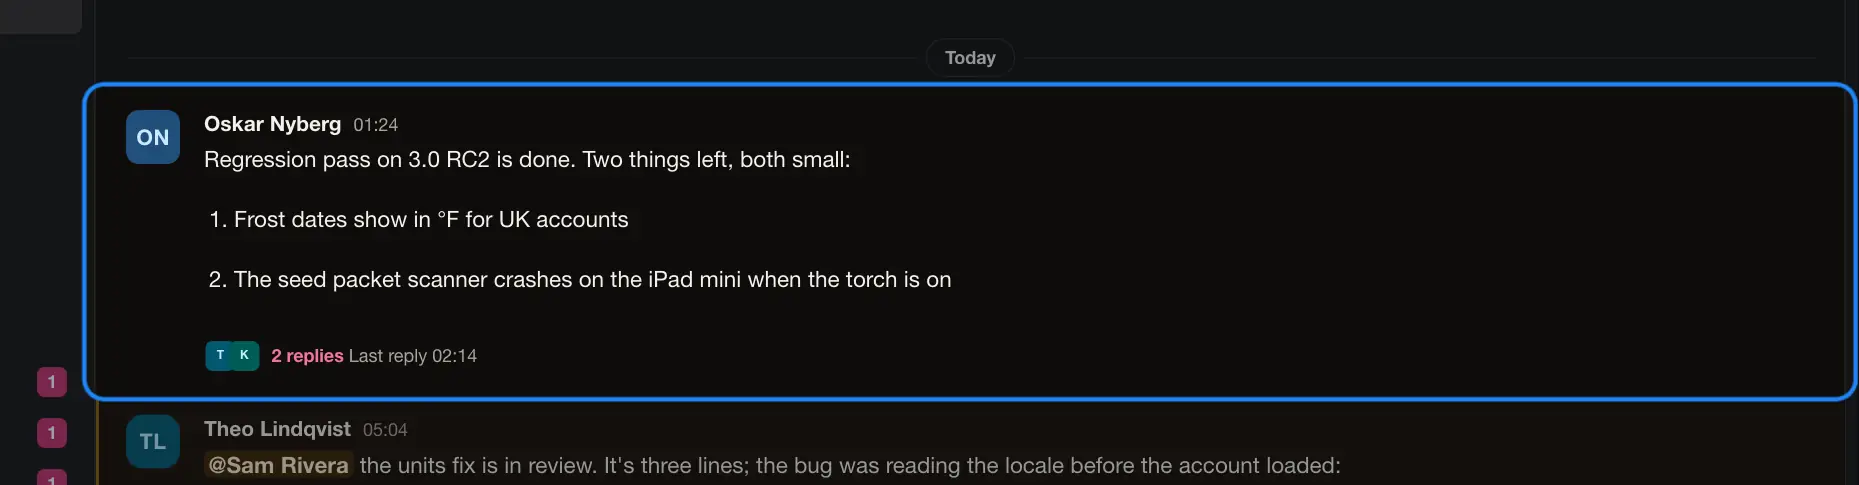 Today
ON
Oskar Nyberg 01:24
Regression pass on 3.0 RC2 is done. Two things left, both small:
1. Frost dates show in °F for UK accounts
2. The seed packet scanner crashes on the iPad mini when the torch is on
T K 2 replies Last reply 02:14
1
TL
Theo Lindqvist 05:04
1
@Sam Rivera the units fix is in review. It's three lines; the bug was reading the locale before the account loaded:
1